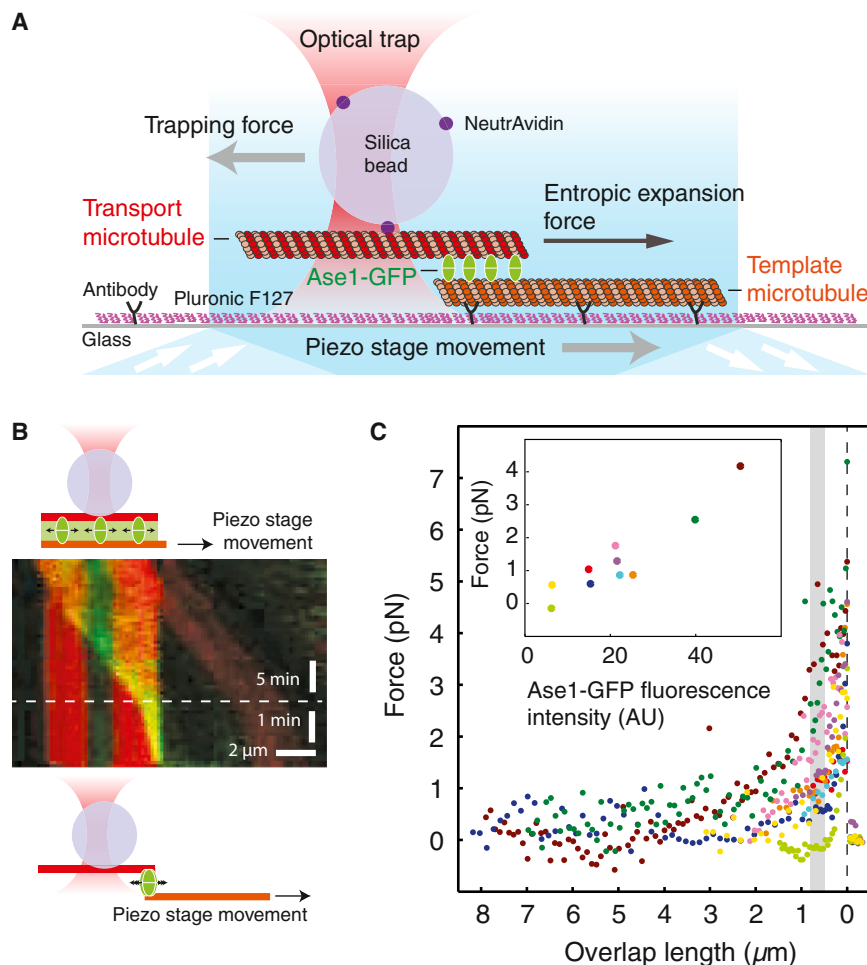 A
Optical trap
Trapping force
Silica
bead
NeutrAvidin
Entropic expansion
force
Transport
microtubule
Ase1-GFP
Template
microtubule
Antibody
Pluronic F127
Glass
Piezo stage movement
B
Piezo stage
movement
5 min
1 min
2 μm
Piezo stage movement
C
Force (pN)
7
6
5
4
3
2
1
0
8 7 6 5 4 3 2 1 0
Overlap length (μm)
Force (pN)
4
3
2
1
0
0 20 40
Ase1-GFP fluorescence
intensity (AU)